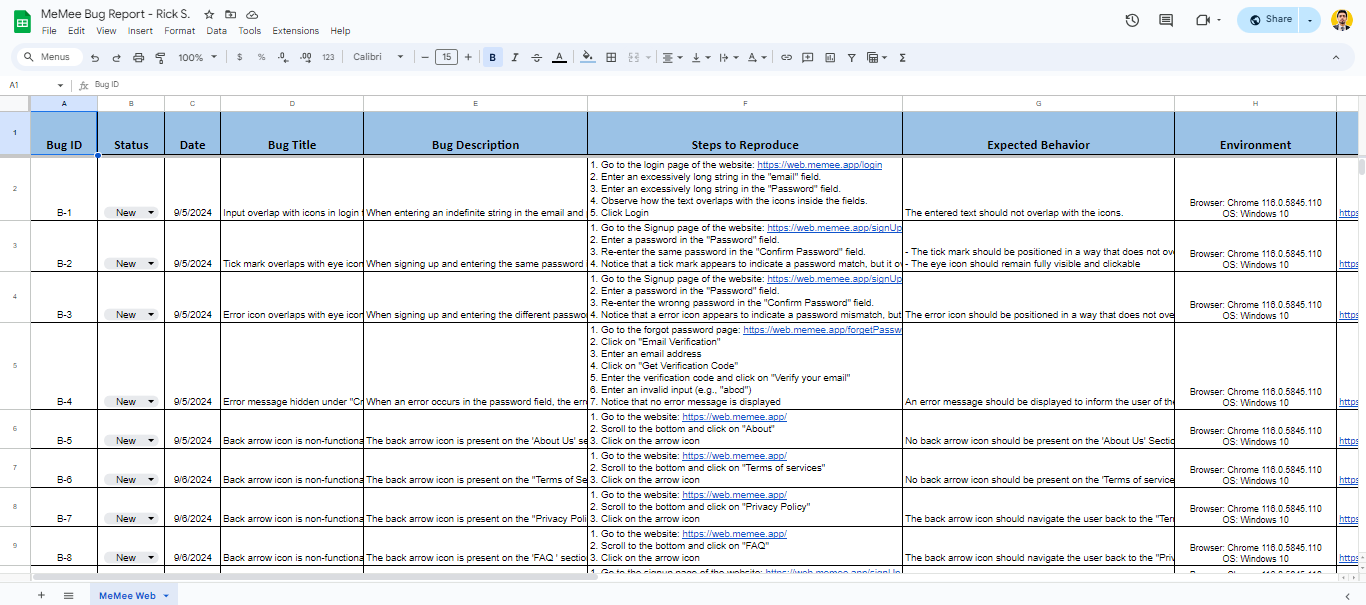 MeMee Bug Report - Rick S.
File Edit View Insert Format Data Tools Extensions Help
Share
Menus 100% $ % .0 .00 123 Calibri 15 B I A
A1 fx Bug ID
A B C D E F G H
1 Bug ID Status Date Bug Title Bug Description Steps to Reproduce Expected Behavior Environment
2
B-1 New 9/5/2024 Input overlap with icons in login f When entering an indefinite string in the email and
1. Go to the login page of the website: https://web.memee.app/login
2. Enter an excessively long string in the "email" field.
3. Enter an excessively long string in the "Password" field.
4. Observe how the text overlaps with the icons inside the fields.
5. Click Login
The entered text should not overlap with the icons.
Browser: Chrome 116.0.5845.110
OS: Windows 10
https
3
B-2 New 9/5/2024 Tick mark overlaps with eye icon When signing up and entering the same password
1. Go to the Signup page of the website: https://web.memee.app/signUp
2. Enter a password in the "Password" field.
3. Re-enter the same password in the "Confirm Password" field.
4. Notice that a tick mark appears to indicate a password match, but it ov
- The tick mark should be positioned in a way that does not ov
- The eye icon should remain fully visible and clickable
Browser: Chrome 116.0.5845.110
OS: Windows 10
https
4
B-3 New 9/5/2024 Error icon overlaps with eye icon When signing up and entering the different passwo
1. Go to the Signup page of the website: https://web.memee.app/signUp
2. Enter a password in the "Password" field.
3. Re-enter the wronng password in the "Confirm Password" field.
4. Notice that a error icon appears to indicate a password mismatch, but
The error icon should be positioned in a way that does not ove
Browser: Chrome 116.0.5845.110
OS: Windows 10
https
5
B-4 New 9/5/2024 Error message hidden under "Cr When an error occurs in the password field, the erro
1. Go to the forgot password page: https://web.memee.app/forgetPassw
2. Click on "Email Verification"
3. Enter an email address
4. Click on "Get Verification Code"
5. Enter the verification code and click on "Verify your email"
6. Enter an invalid input (e.g., "abcd")
7. Notice that no error message is displayed
An error message should be displayed to inform the user of the
Browser: Chrome 116.0.5845.110
OS: Windows 10
https
6
B-5 New 9/5/2024 Back arrow icon is non-functiona The back arrow icon is present on the 'About Us' se
1. Go to the website: https://web.memee.app/
2. Scroll to the bottom and click on "About"
3. Click on the arrow icon
No back arrow icon should be present on the 'About Us' Sectio
Browser: Chrome 116.0.5845.110
OS: Windows 10
https
7
B-6 New 9/6/2024 Back arrow icon is non-functiona The back arrow icon is present on the "Terms of Se
1. Go to the website: https://web.memee.app/
2. Scroll to the bottom and click on "Terms of services"
3. Click on the arrow icon
No back arrow icon should be present on the 'Terms of service
Browser: Chrome 116.0.5845.110
OS: Windows 10
https
8
B-7 New 9/6/2024 Back arrow icon is non-functiona The back arrow icon is present on the "Privacy Poli
1. Go to the website: https://web.memee.app/
2. Scroll to the bottom and click on "Privacy Policy"
3. Click on the arrow icon
The back arrow icon should navigate the user back to the "Ter
Browser: Chrome 116.0.5845.110
OS: Windows 10
https
9
B-8 New 9/6/2024 Back arrow icon is non-functiona The back arrow icon is present on the 'FAQ ' sectio
1. Go to the website: https://web.memee.app/
2. Scroll to the bottom and click on "FAQ"
3. Click on the arrow icon
The back arrow icon should navigate the user back to the "Priv
Browser: Chrome 116.0.5845.110
OS: Windows 10
https
1. Go to the signup page of the website: https://web.memee.app/signUp
MeMee Web